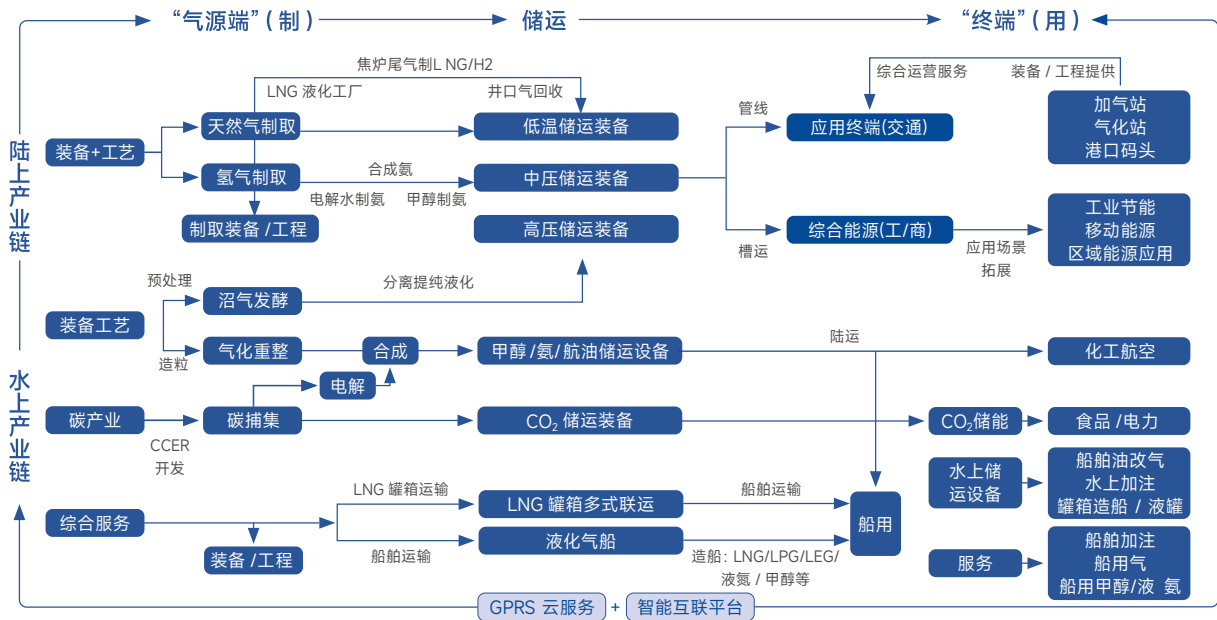 “气源端”(制)
储运
“终端”(用)
陆上产业链
水上产业链
焦炉尾气制L NG/H2
LNG 液化工厂
井口气回收
综合运营服务
装备 / 工程提供
天然气制取
低温储运装备
管线
应用终端(交通)
加气站
气化站
港口码头
装备+工艺
氢气制取
合成氨
电解水制氨
甲醇制氨
中压储运装备
制取装备 /工程
高压储运装备
槽运
综合能源(工/商)
应用场景
拓展
工业节能
移动能源
区域能源应用
预处理
沼气发酵
分离提纯液化
装备工艺
造粒
气化重整
合成
甲醇 /氨/航油储运设备
陆运
化工航空
电解
碳产业
CCER
开发
碳捕集
CO₂ 储运装备
CO₂储能
食品 /电力
水上储
运设备
船舶油改气
水上加注
罐箱造船 / 液罐
LNG 罐箱运输
LNG 罐箱多式联运
船舶运输
船用
综合服务
装备 /工程
船舶运输
液化气船
造船：LNG/LPG/LEG/
液氮 / 甲醇等
服务
船舶加注
船用气
船用甲醇/液 氨
GPRS 云服务 + 智能互联平台